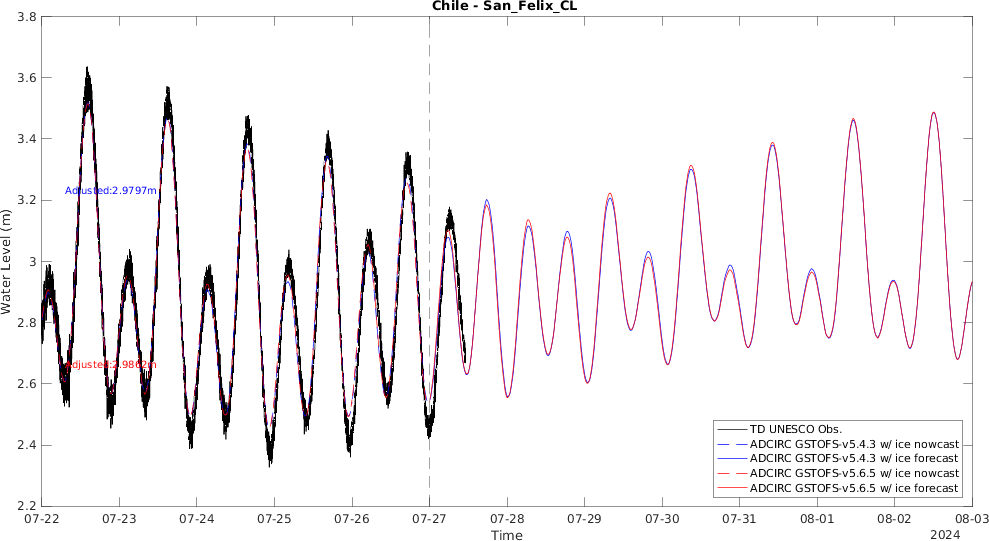 Chile - San_Felix_CL
3.8
3.6
3.4
3.2
3
2.8
2.6
2.4
2.2
Water Level (m)
Adjusted:2.9797m
Adjusted:2.9862m
TD UNESCO Obs.
ADCIRC GSTOFS-v5.4.3 w/ ice nowcast
ADCIRC GSTOFS-v5.4.3 w/ ice forecast
ADCIRC GSTOFS-v5.6.5 w/ ice nowcast
ADCIRC GSTOFS-v5.6.5 w/ ice forecast
07-22 07-23 07-24 07-25 07-26 07-27 07-28 07-29 07-30 07-31 08-01 08-02 08-03
Time
2024